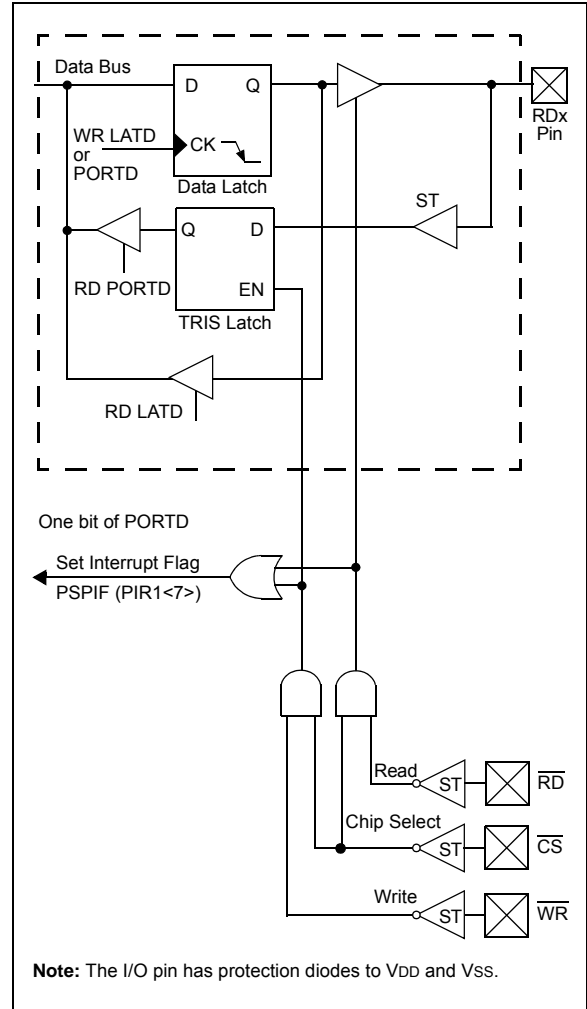 Data Bus
D Q
RDx
Pin
WR LATD
or
PORTD
CK
Data Latch
ST
Q D
RD PORTD
EN
TRIS Latch
RD LATD
One bit of PORTD
Set Interrupt Flag
PSPIF (PIR1<7>)
Read
ST
RD
Chip Select
ST
CS
Write
ST
WR
Note: The I/O pin has protection diodes to VDD and VSS.